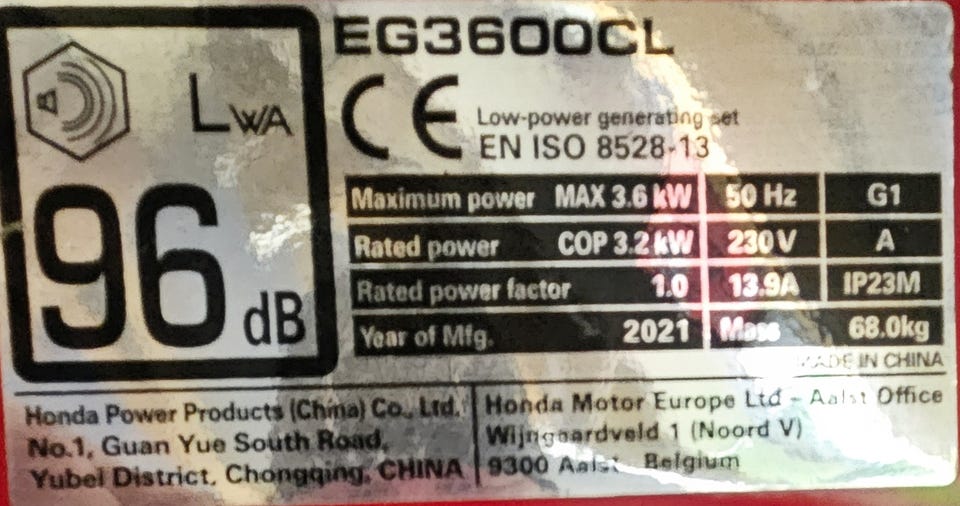 EG3600CL
LWA
96 dB
CE
Low-power generating set
EN ISO 8528-13
Maximum power MAX 3.6 kW 50 Hz G1
Rated power COP 3.2 kW 230V A
Rated power factor 1.0 13.9A IP23M
Year of Mfg. 2021 Mass 68.0kg
MADE IN CHINA
Honda Power Products (China) Co., Ltd.
No.1, Guan Yue South Road,
Yubei District, Chongqing, CHINA
Honda Motor Europe Ltd - Aalst Office
Wijngaardveld 1 (Noord V)
9300 Aalst Belgium